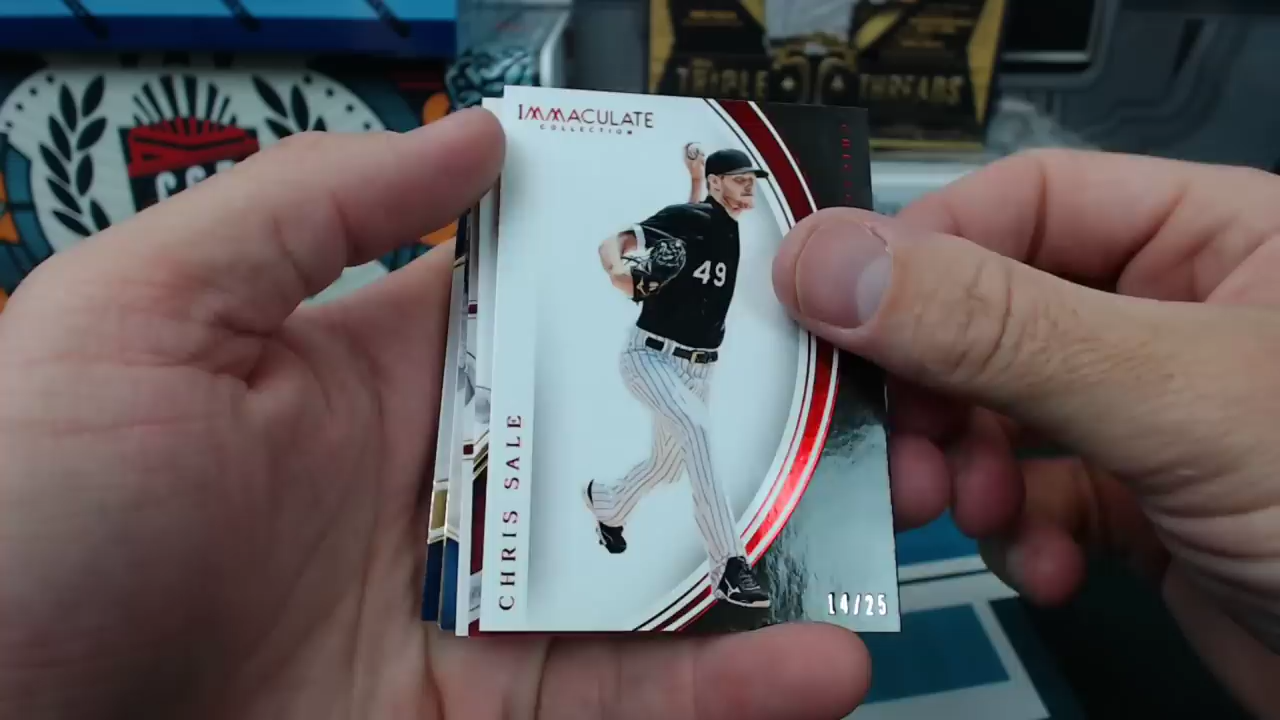 TRIPLE THREADS
IMMACULATE
COLLECTION
49
CHRIS SALE
14/25